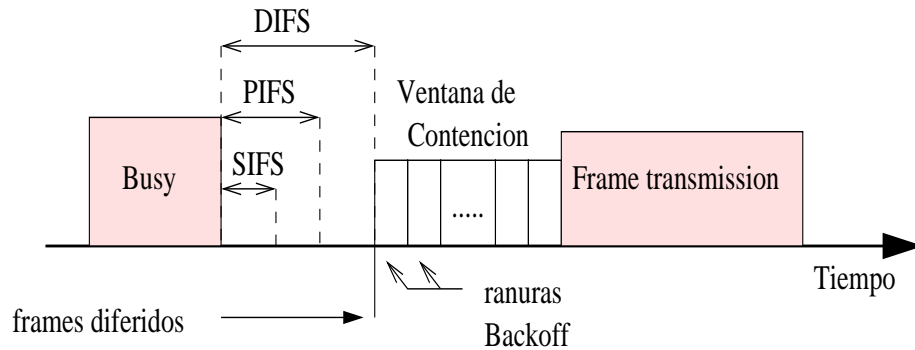 DIFS
PIFS
SIFS
Busy
Ventana de
Contencion
.....
Frame transmission
Tiempo
ranuras
Backoff
frames diferidos